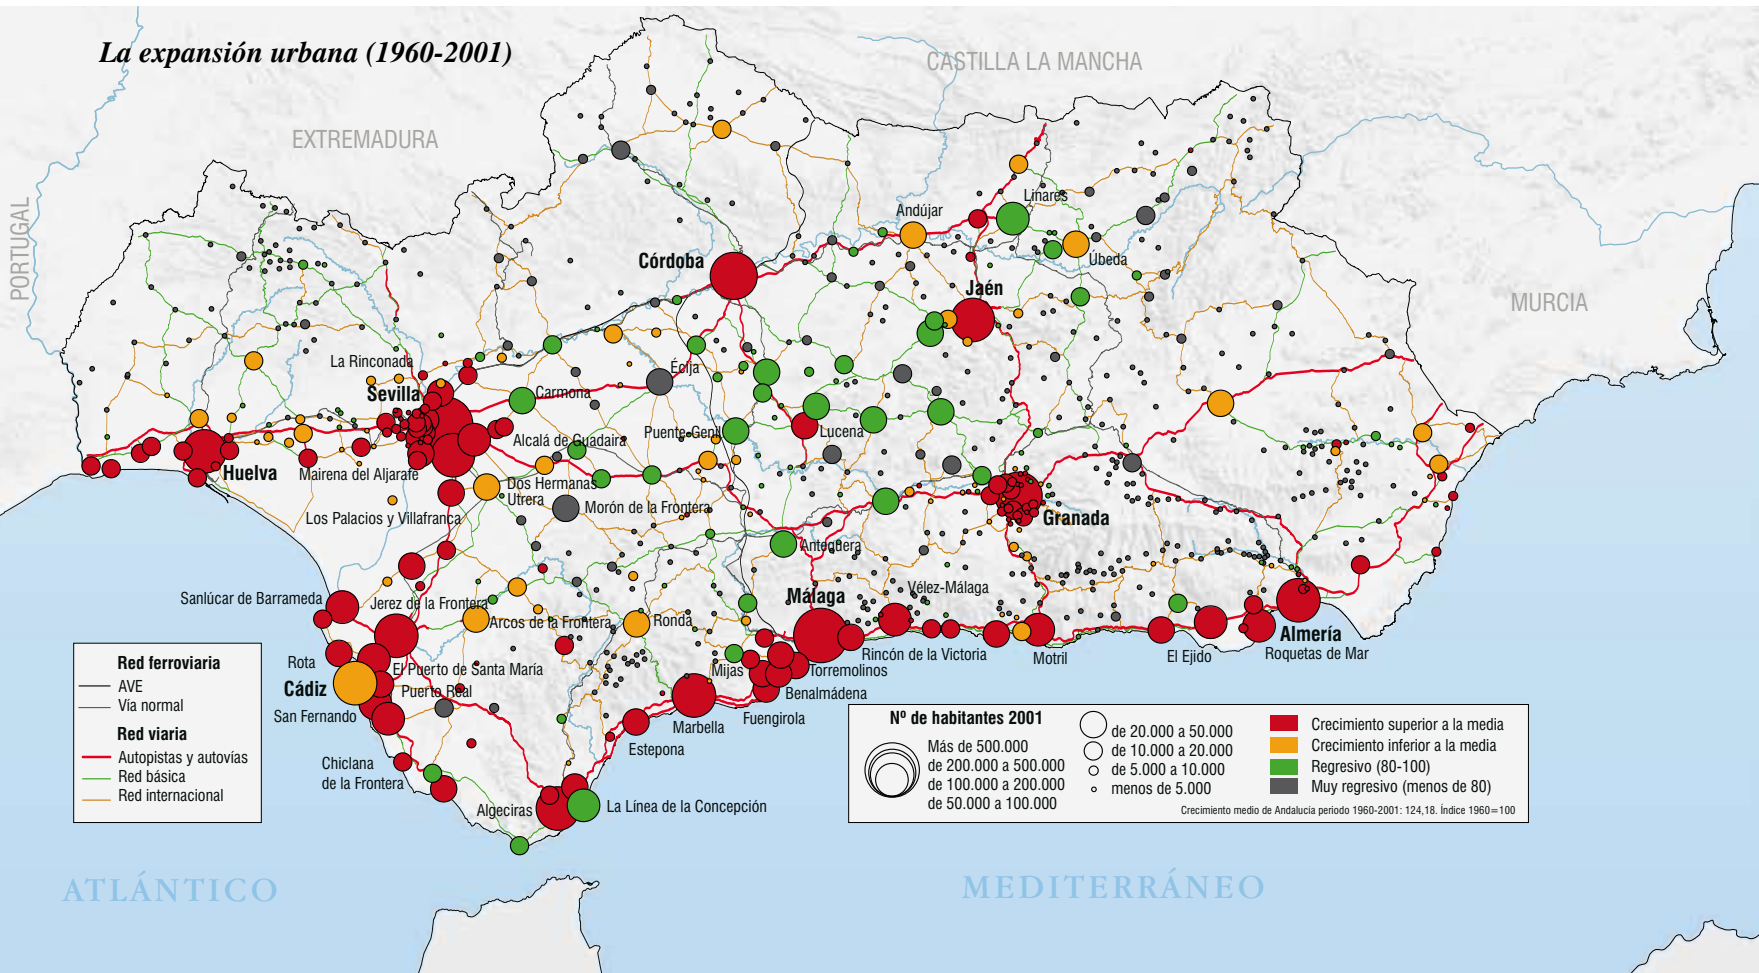 La expansión urbana (1960-2001)
CASTILLA LA MANCHA
EXTREMADURA
PORTUGAL
MURCIA
Linares
Andújar
Úbeda
Córdoba
Jaén
La Rinconada
Écija
Sevilla
Carmona
Puente-Genil
Lucena
Alcalá de Guadaira
Huelva
Mairena del Aljarafe
Dos Hermanas
Utrera
Morón de la Frontera
Los Palacios y Villafranca
Granada
Antequera
Vélez-Málaga
Málaga
Sanlúcar de Barrameda
Jerez de la Frontera
Arcos de la Frontera
Ronda
Almería
Rincón de la Victoria
Motril
El Ejido
Roquetas de Mar
Rota
El Puerto de Santa María
Mijas
Torremolinos
Cádiz
Puerto Real
Benalmádena
San Fernando
Marbella
Fuengirola
Estepona
Chiclana
de la Frontera
Algeciras
La Línea de la Concepción
Red ferroviaria
AVE
Vía normal
Red viaria
Autopistas y autovías
Red básica
Red internacional
Nº de habitantes 2001
Más de 500.000
de 200.000 a 500.000
de 100.000 a 200.000
de 50.000 a 100.000
de 20.000 a 50.000
de 10.000 a 20.000
de 5.000 a 10.000
menos de 5.000
Crecimiento superior a la media
Crecimiento inferior a la media
Regresivo (80-100)
Muy regresivo (menos de 80)
Crecimiento medio de Andalucía periodo 1960-2001: 124,18. Índice 1960=100
ATLÁNTICO
MEDITERRÁNEO